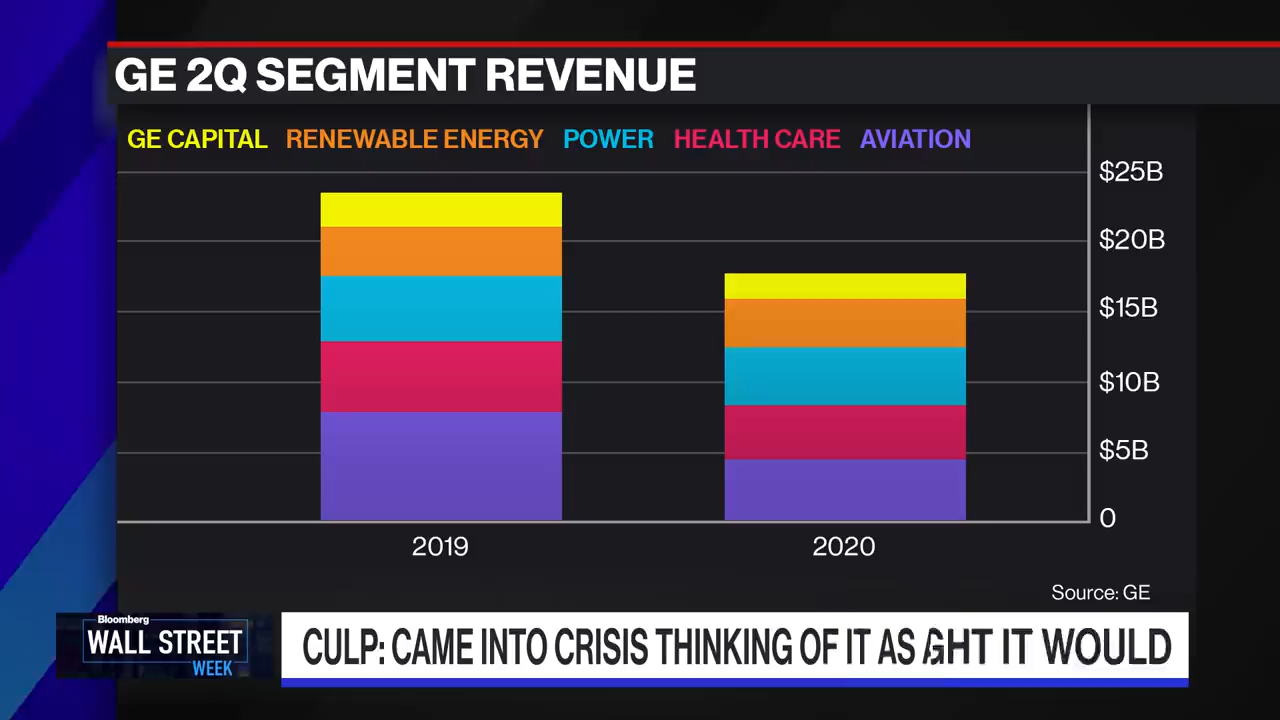 GE 2Q SEGMENT REVENUE
GE CAPITAL RENEWABLE ENERGY POWER HEALTH CARE AVIATION
$25B
$20B
$15B
$10B
$5B
0
2019 2020
Source: GE
Bloomberg
WALL STREET
WEEK
CULP: CAME INTO CRISIS THINKING OF IT AS IT WOULD